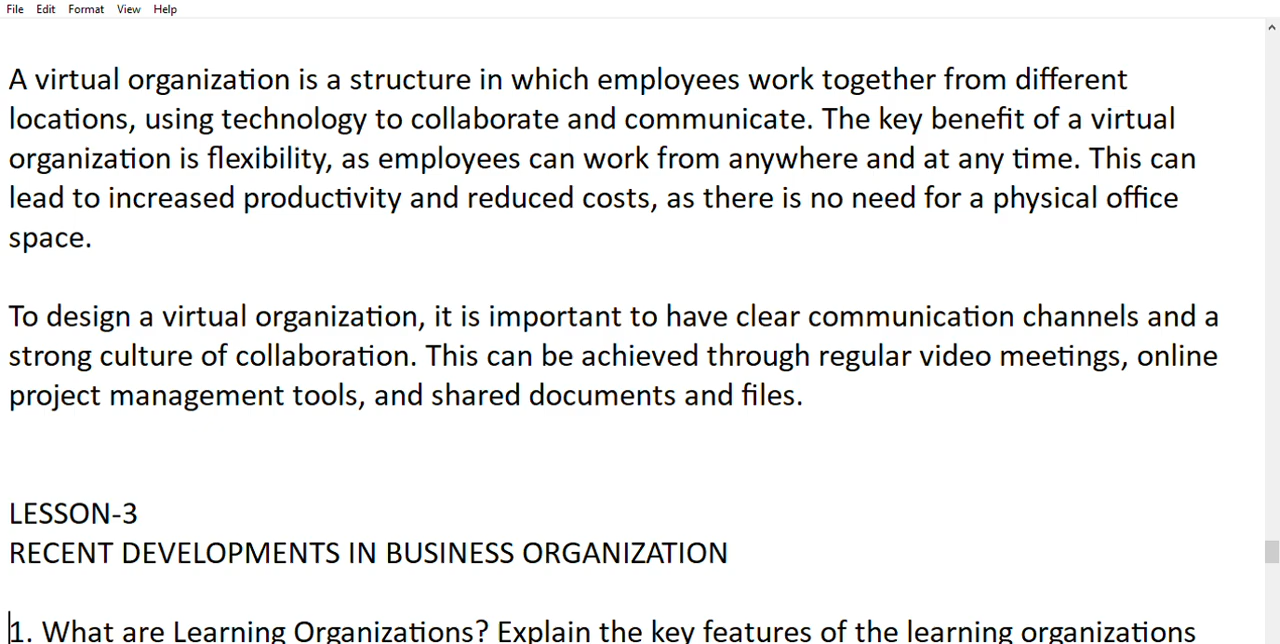 File Edit Format View Help
A virtual organization is a structure in which employees work together from different
locations, using technology to collaborate and communicate. The key benefit of a virtual
organization is flexibility, as employees can work from anywhere and at any time. This can
lead to increased productivity and reduced costs, as there is no need for a physical office
space.
To design a virtual organization, it is important to have clear communication channels and a
strong culture of collaboration. This can be achieved through regular video meetings, online
project management tools, and shared documents and files.
LESSON-3
RECENT DEVELOPMENTS IN BUSINESS ORGANIZATION
1. What are Learning Organizations? Explain the key features of the learning organizations